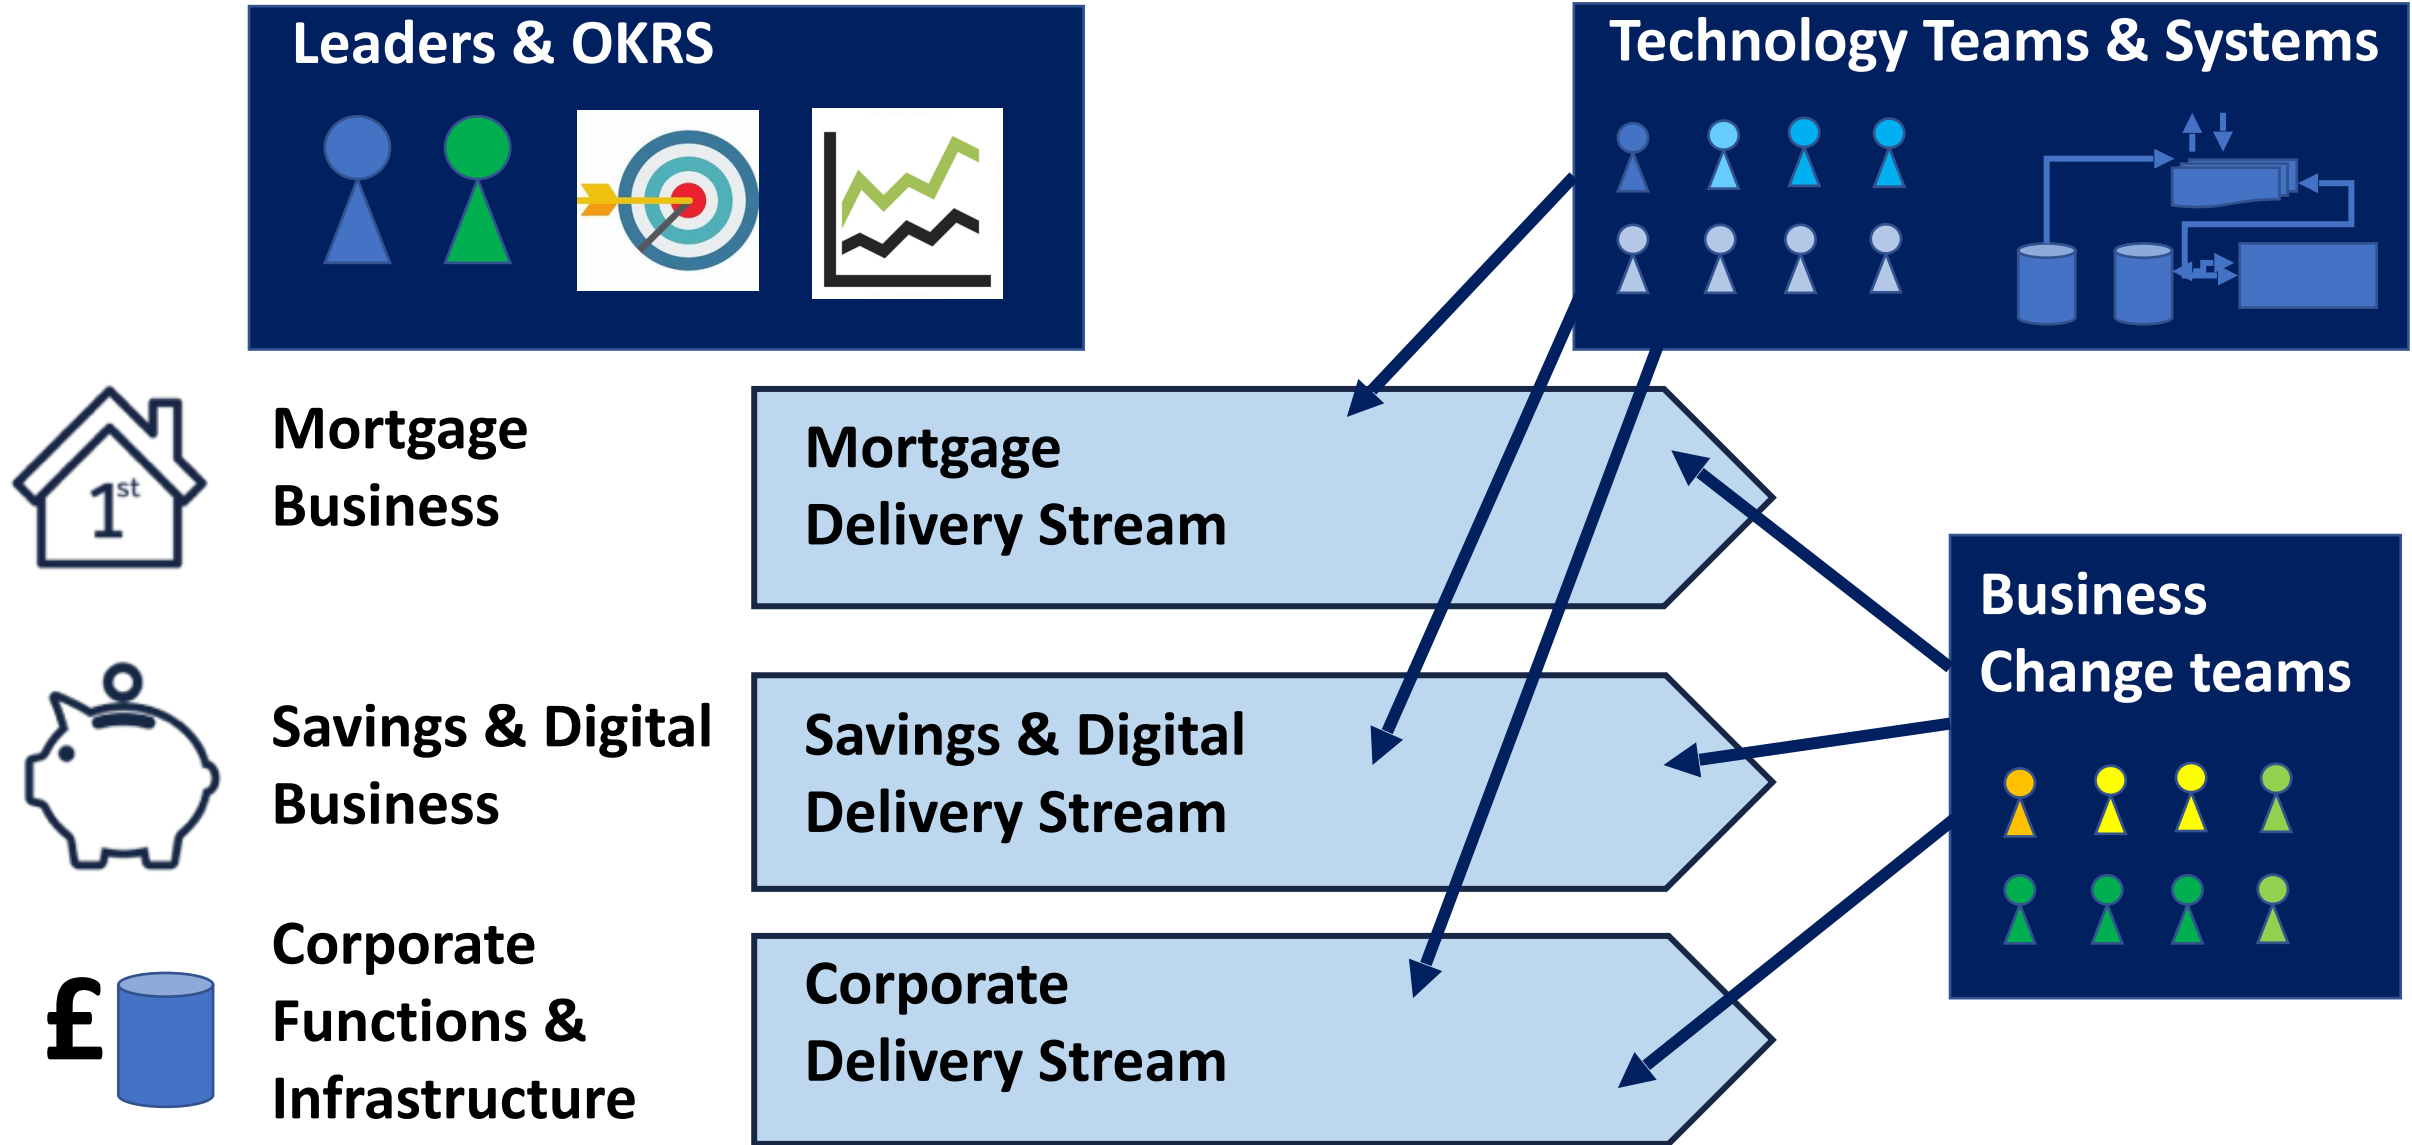 Leaders & OKRS
Technology Teams & Systems
1st
Mortgage
Business
Mortgage
Delivery Stream
Business
Change teams
Savings & Digital
Business
Savings & Digital
Delivery Stream
£
Corporate
Functions &
Infrastructure
Corporate
Delivery Stream